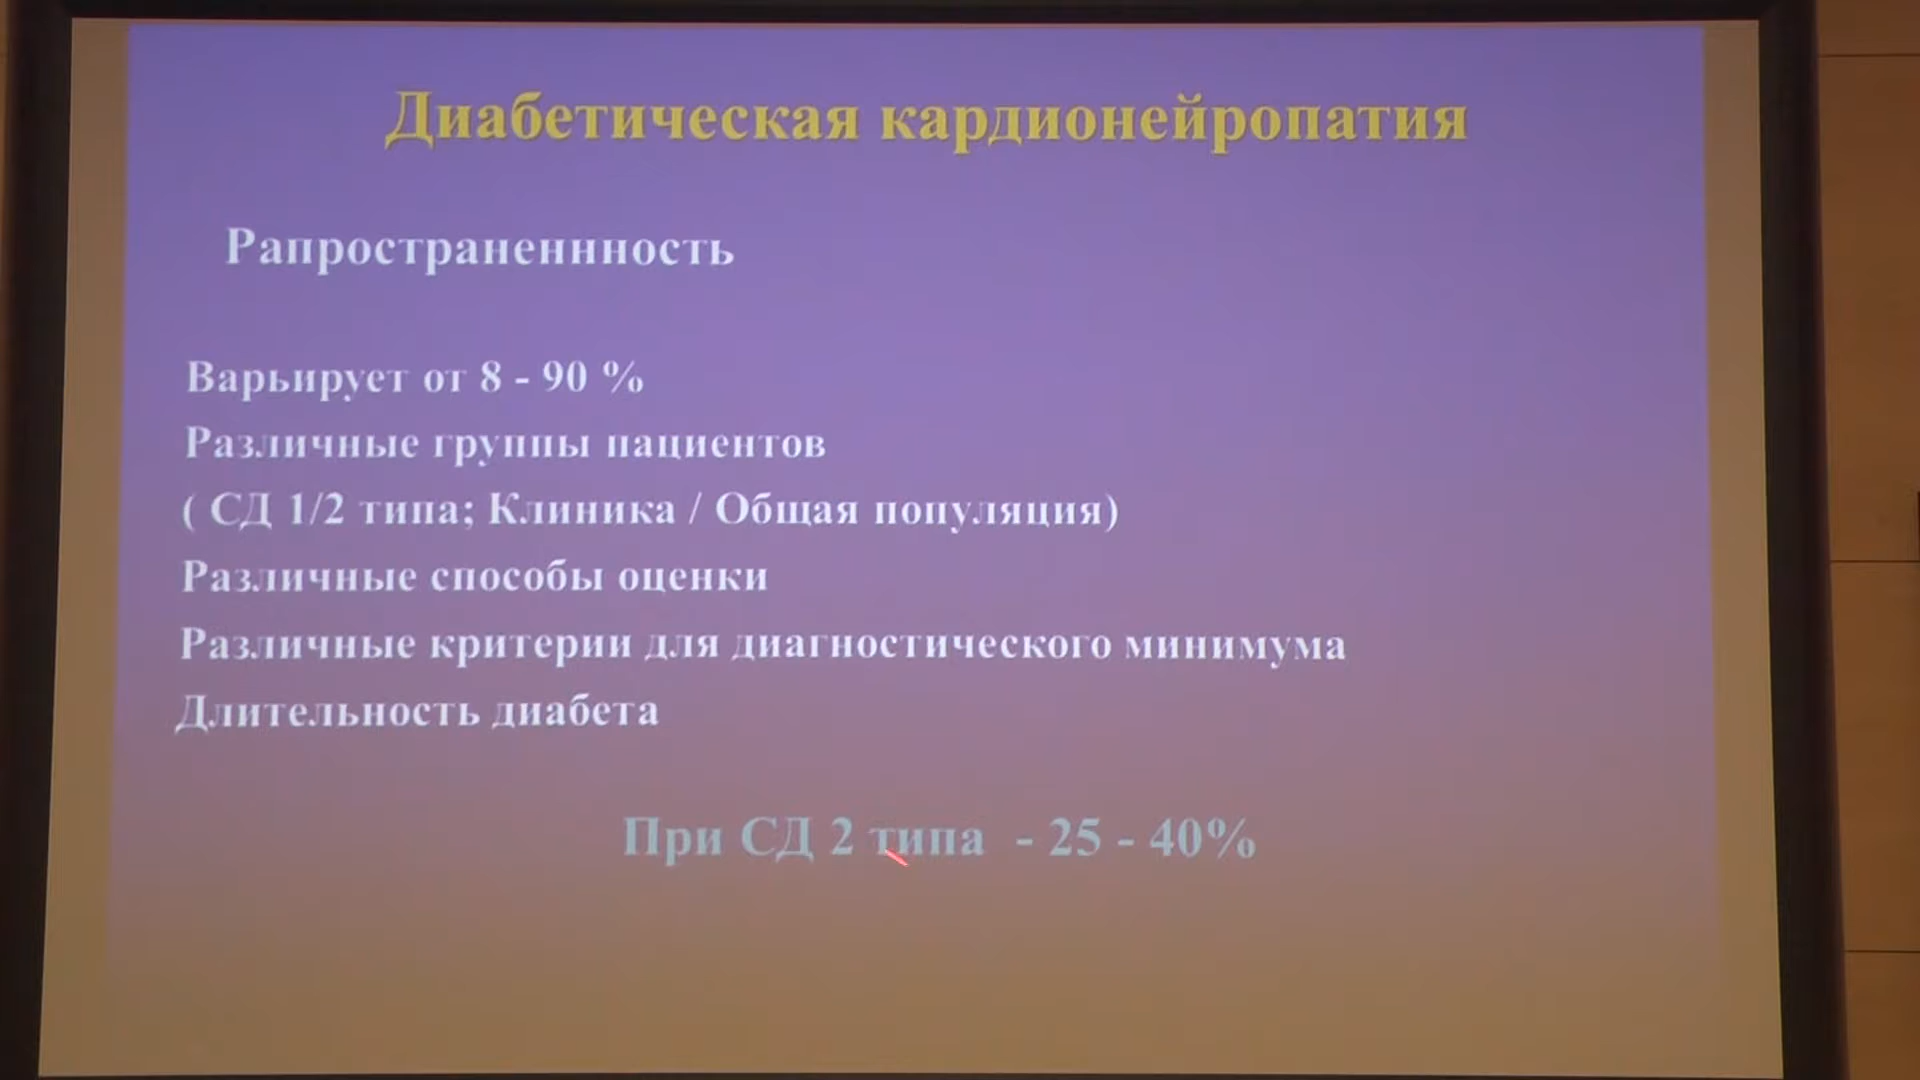 Диабетическая кардионейропатия
Рапространеннность
Варьирует от 8 - 90 %
Различные группы пациентов
( СД 1/2 типа; Клиника / Общая популяция)
Различные способы оценки
Различные критерии для диагностического минимума
Длительность диабета
При СД 2 типа - 25 - 40%